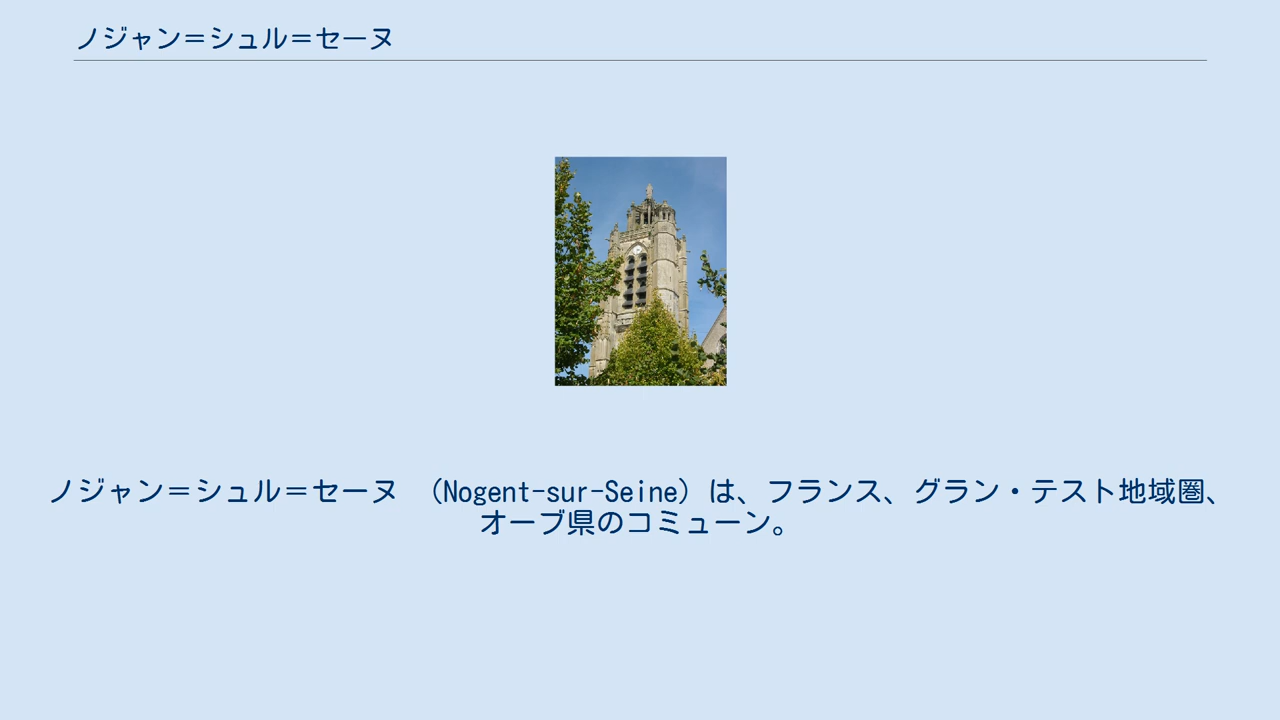 ノジャン＝シュル＝セーヌ
ノジャン＝シュル＝セーヌ （Nogent-sur-Seine）は、フランス、グラン・テスト地域圏、
オーブ県のコミューン。